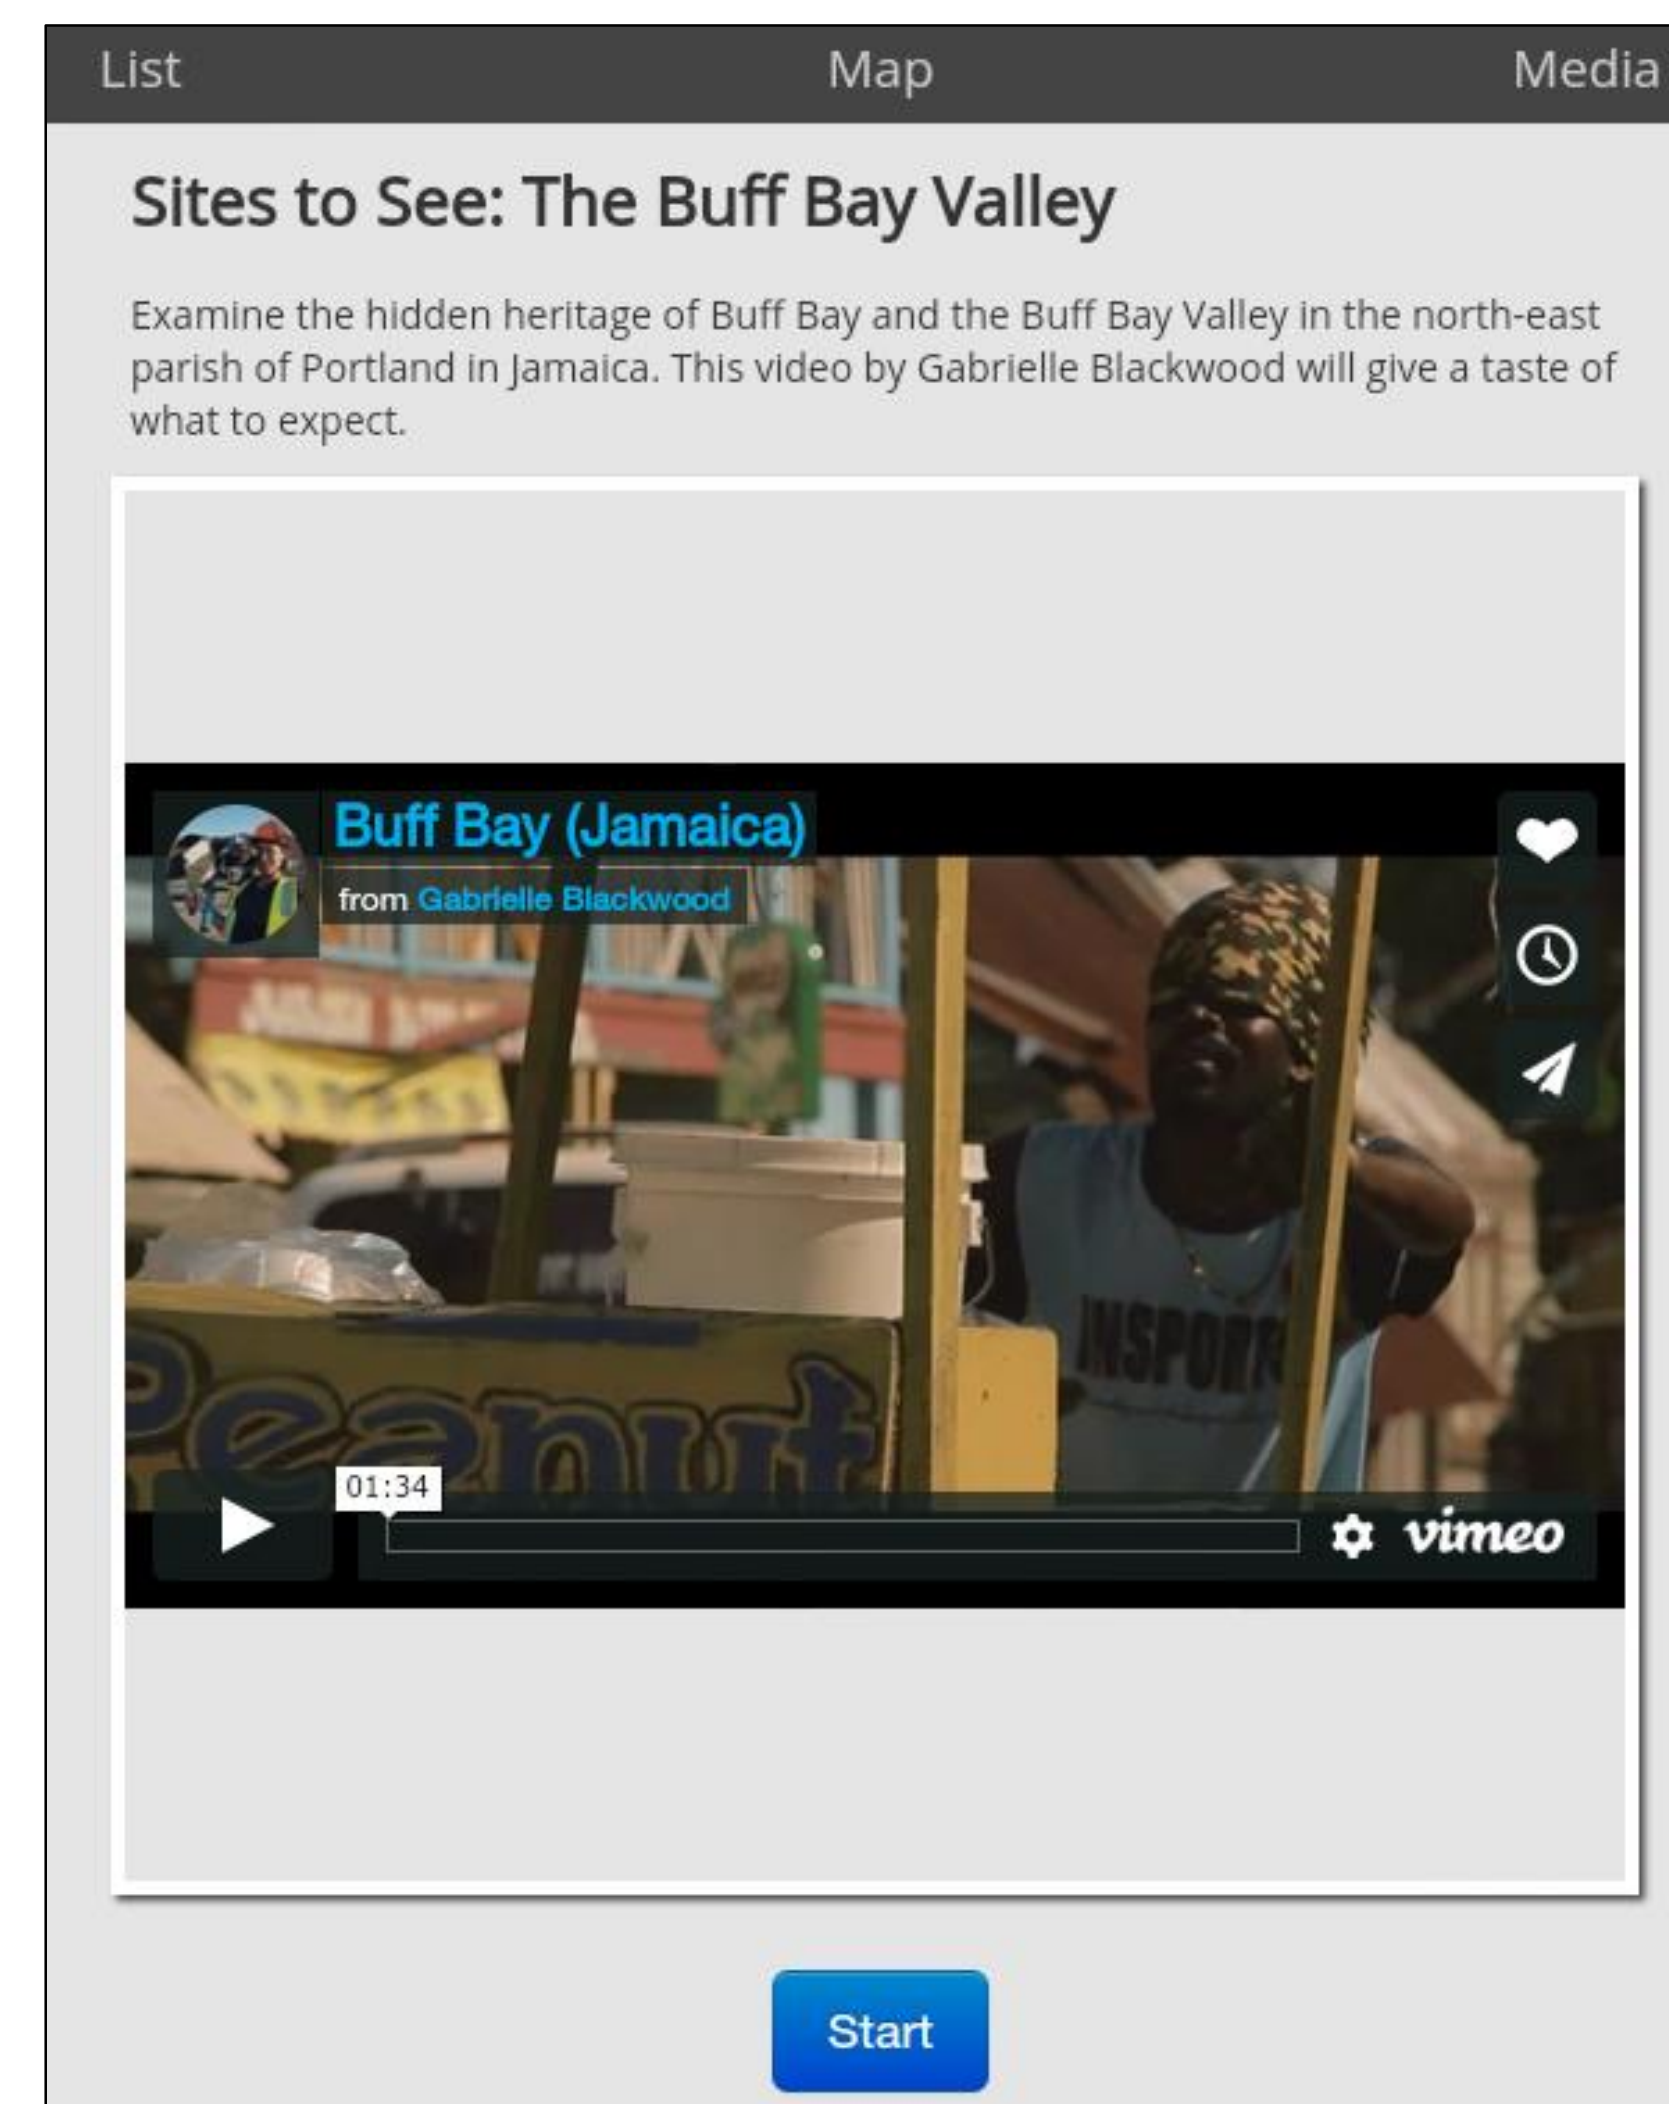 List Map Media
Sites to See: The Buff Bay Valley
Examine the hidden heritage of Buff Bay and the Buff Bay Valley in the north-east
parish of Portland in Jamaica. This video by Gabrielle Blackwood will give a taste of
what to expect.
Buff Bay (Jamaica)
from Gabrielle Blackwood
INSPORTS
Peanut
01:34
vimeo
Start